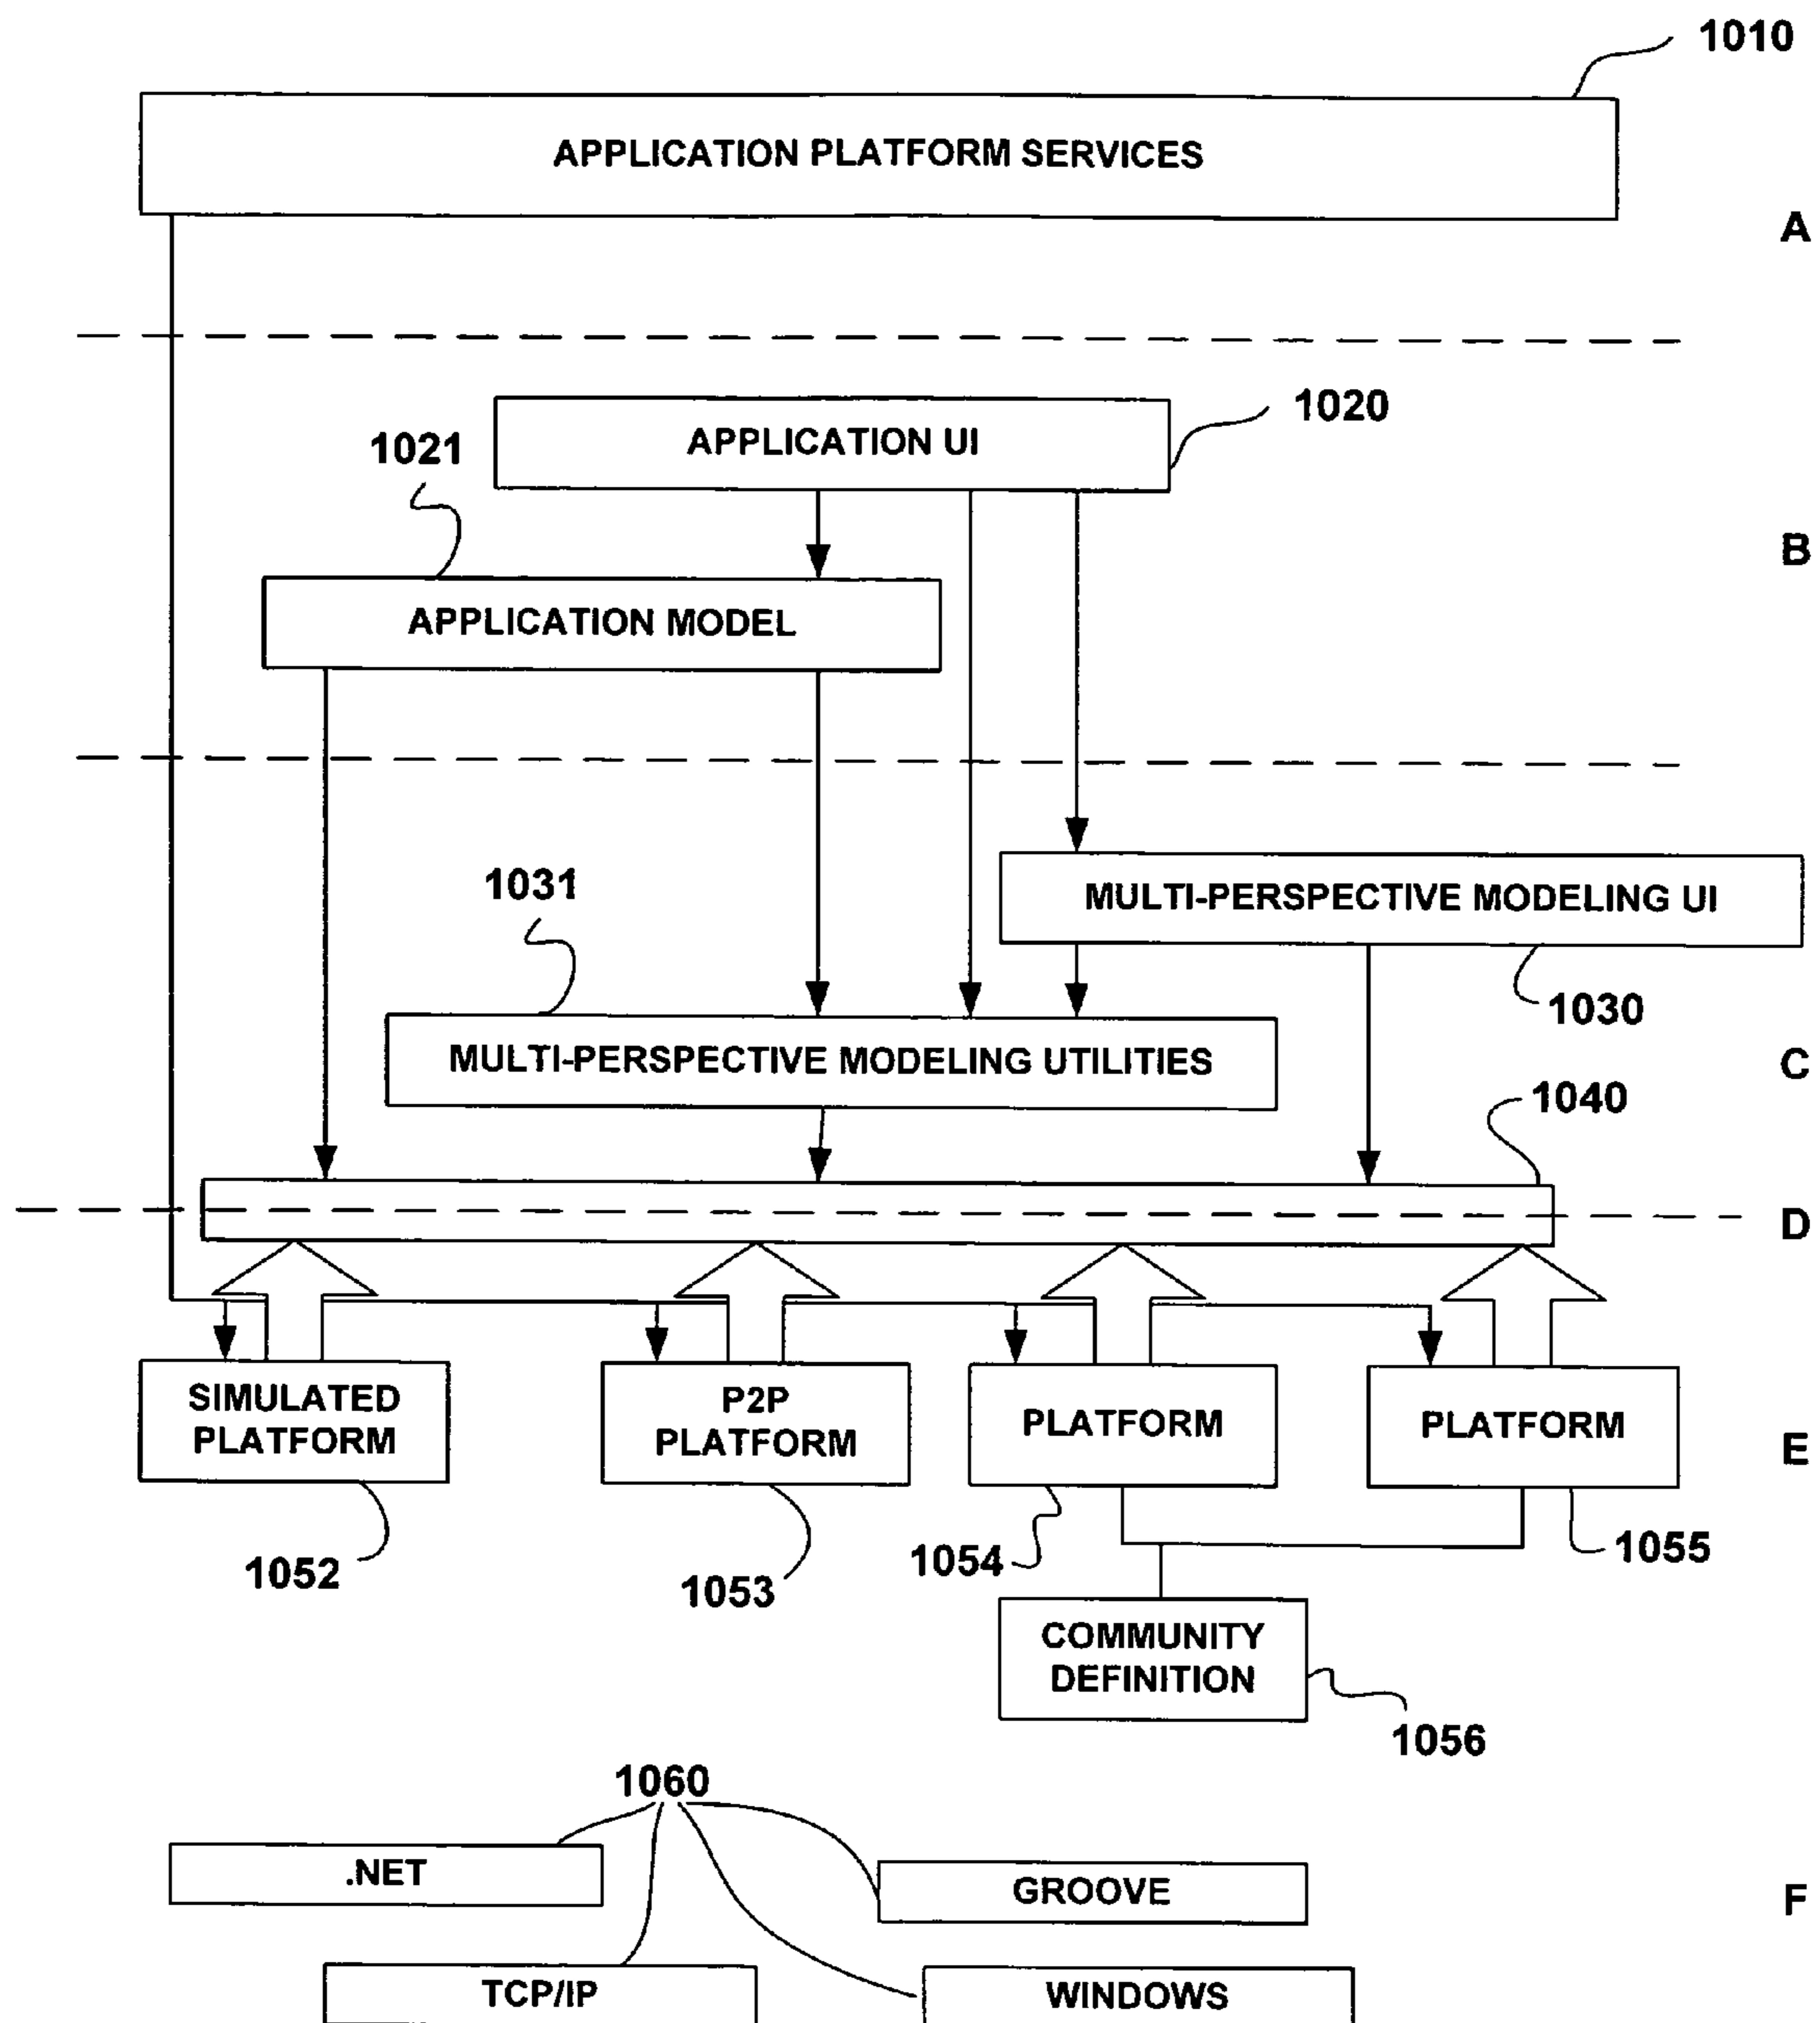 1010
APPLICATION PLATFORM SERVICES
A
1020
APPLICATION UI
1021
B
APPLICATION MODEL
1031
MULTI-PERSPECTIVE MODELING UI
1030
MULTI-PERSPECTIVE MODELING UTILITIES
C
1040
D
SIMULATED
PLATFORM
P2P
PLATFORM
PLATFORM
PLATFORM
E
1052
1053
1054
1055
COMMUNITY
DEFINITION
1056
1060
.NET
GROOVE
F
TCP/IP
WINDOWS